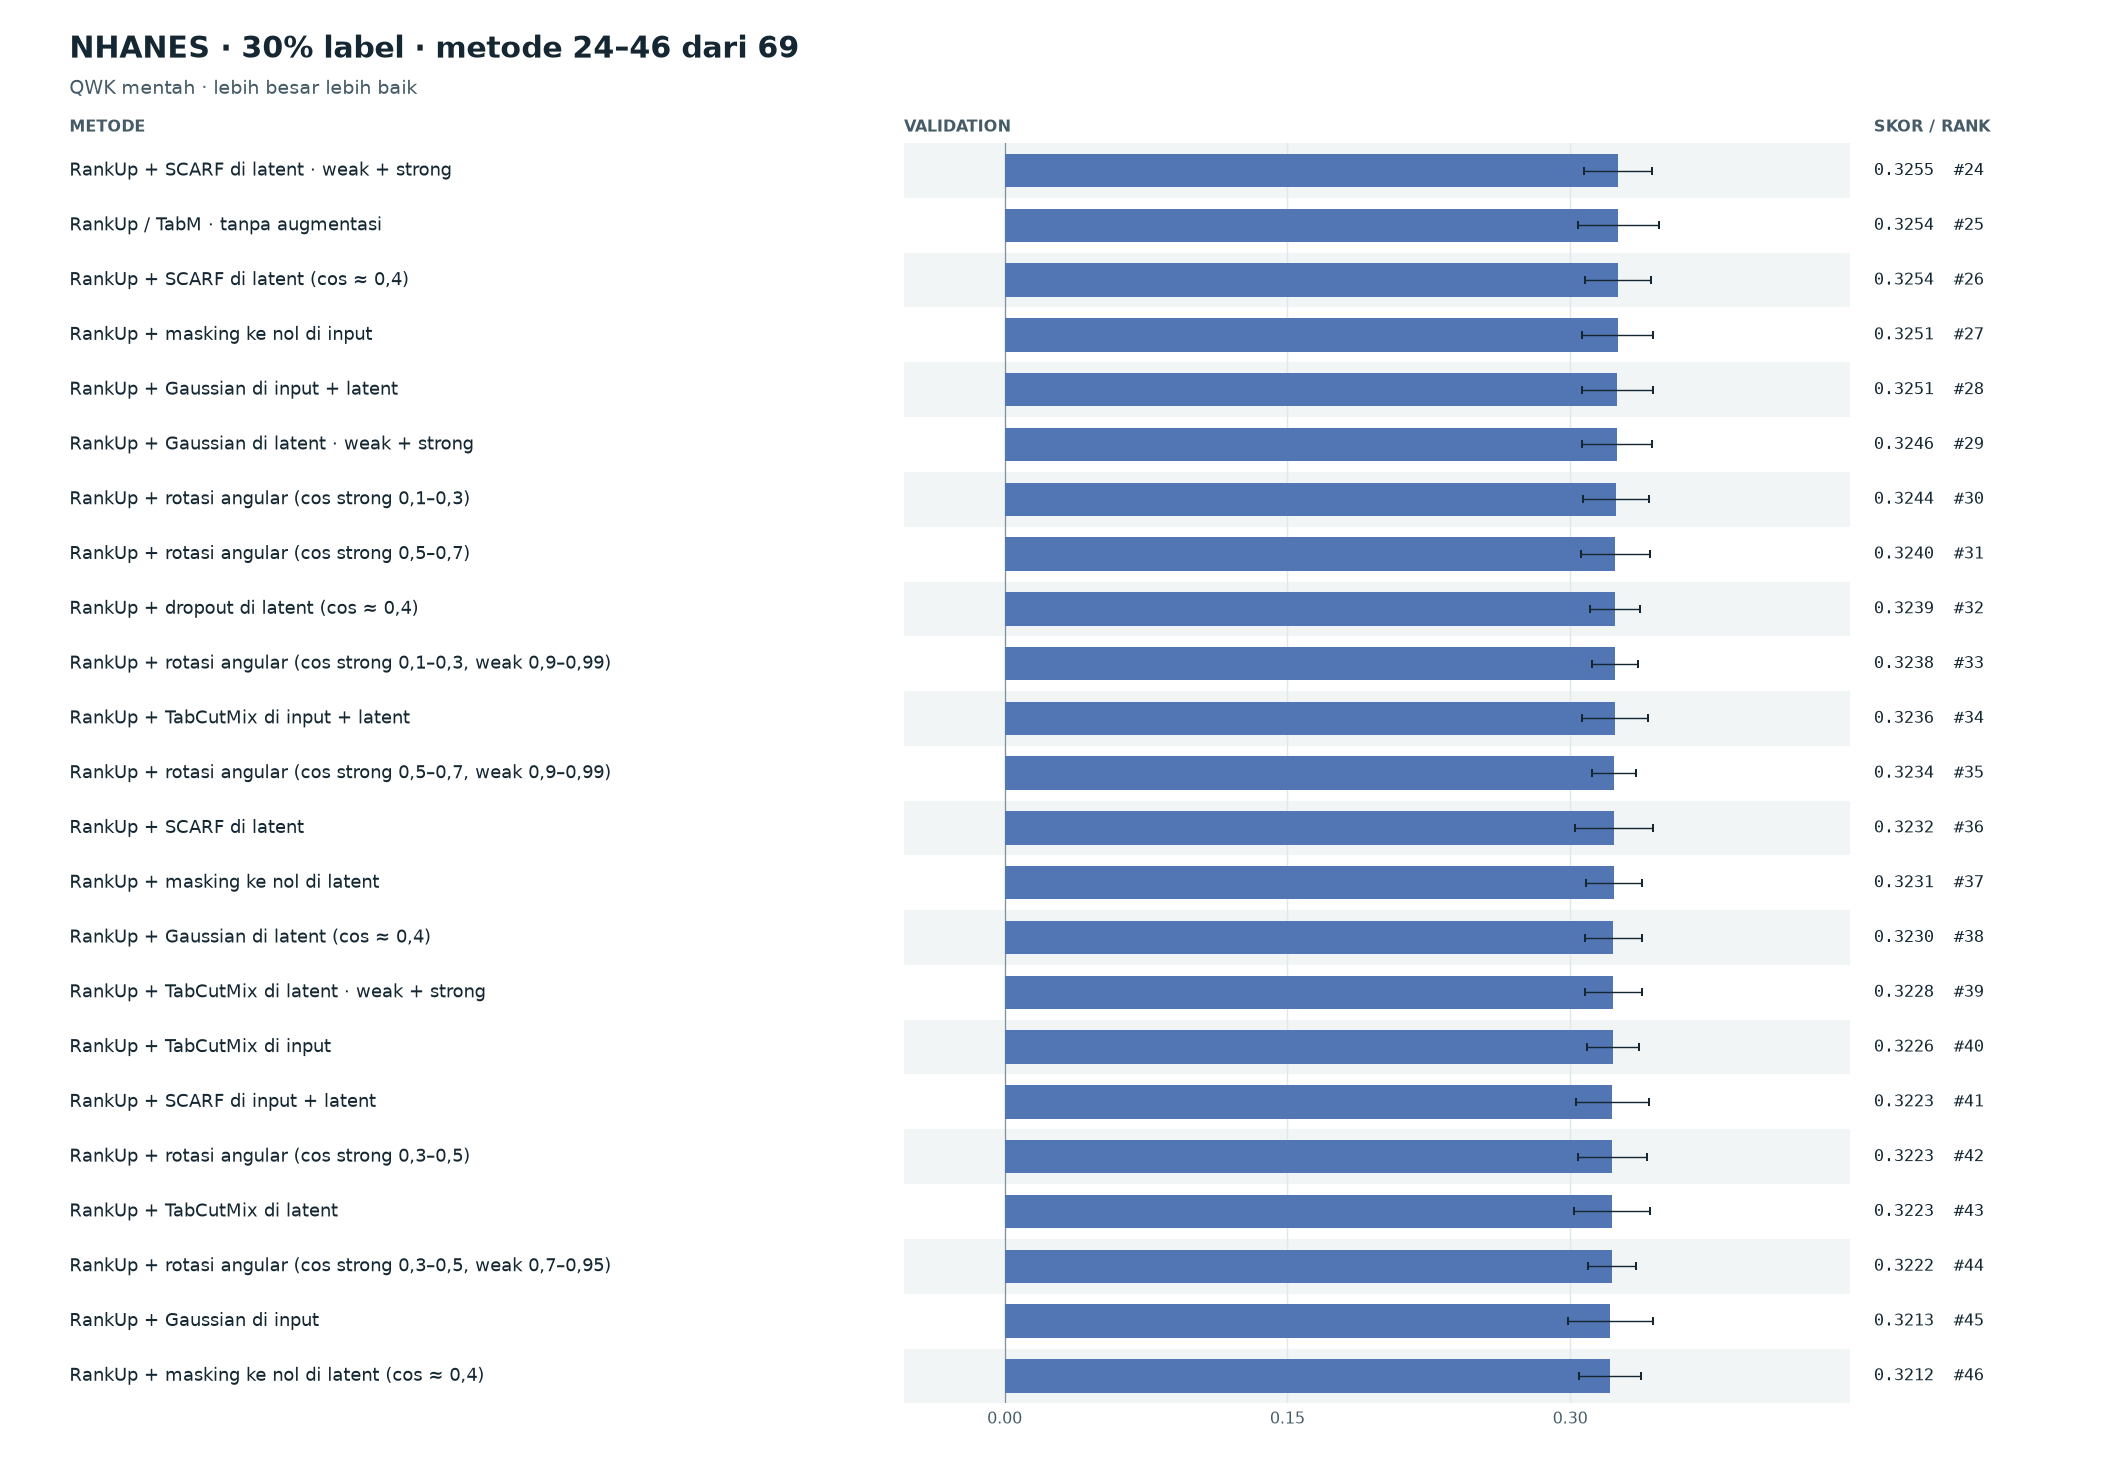 NHANES · 30% label · metode 24–46 dari 69
QWK mentah · lebih besar lebih baik
METODE VALIDATION SKOR / RANK
RankUp + SCARF di latent · weak + strong 0.3255 #24
RankUp / TabM · tanpa augmentasi 0.3254 #25
RankUp + SCARF di latent (cos ≈ 0,4) 0.3254 #26
RankUp + masking ke nol di input 0.3251 #27
RankUp + Gaussian di input + latent 0.3251 #28
RankUp + Gaussian di latent · weak + strong 0.3246 #29
RankUp + rotasi angular (cos strong 0,1–0,3) 0.3244 #30
RankUp + rotasi angular (cos strong 0,5–0,7) 0.3240 #31
RankUp + dropout di latent (cos ≈ 0,4) 0.3239 #32
RankUp + rotasi angular (cos strong 0,1–0,3, weak 0,9–0,99) 0.3238 #33
RankUp + TabCutMix di input + latent 0.3236 #34
RankUp + rotasi angular (cos strong 0,5–0,7, weak 0,9–0,99) 0.3234 #35
RankUp + SCARF di latent 0.3232 #36
RankUp + masking ke nol di latent 0.3231 #37
RankUp + Gaussian di latent (cos ≈ 0,4) 0.3230 #38
RankUp + TabCutMix di latent · weak + strong 0.3228 #39
RankUp + TabCutMix di input 0.3226 #40
RankUp + SCARF di input + latent 0.3223 #41
RankUp + rotasi angular (cos strong 0,3–0,5) 0.3223 #42
RankUp + TabCutMix di latent 0.3223 #43
RankUp + rotasi angular (cos strong 0,3–0,5, weak 0,7–0,95) 0.3222 #44
RankUp + Gaussian di input 0.3213 #45
RankUp + masking ke nol di latent (cos ≈ 0,4) 0.3212 #46
0.00 0.15 0.30